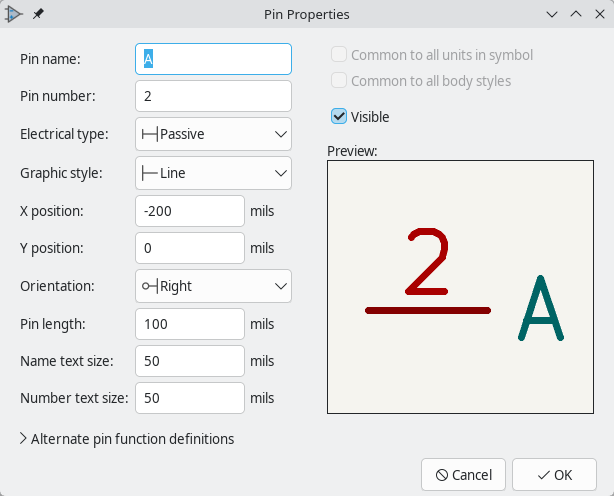 Pin Properties
Pin name: A
Pin number: 2
Electrical type: Passive
Graphic style: Line
X position: -200 mils
Y position: 0 mils
Orientation: Right
Pin length: 100 mils
Name text size: 50 mils
Number text size: 50 mils
Alternate pin function definitions
Common to all units in symbol
Common to all body styles
Visible
Preview:
2
A
Cancel
OK